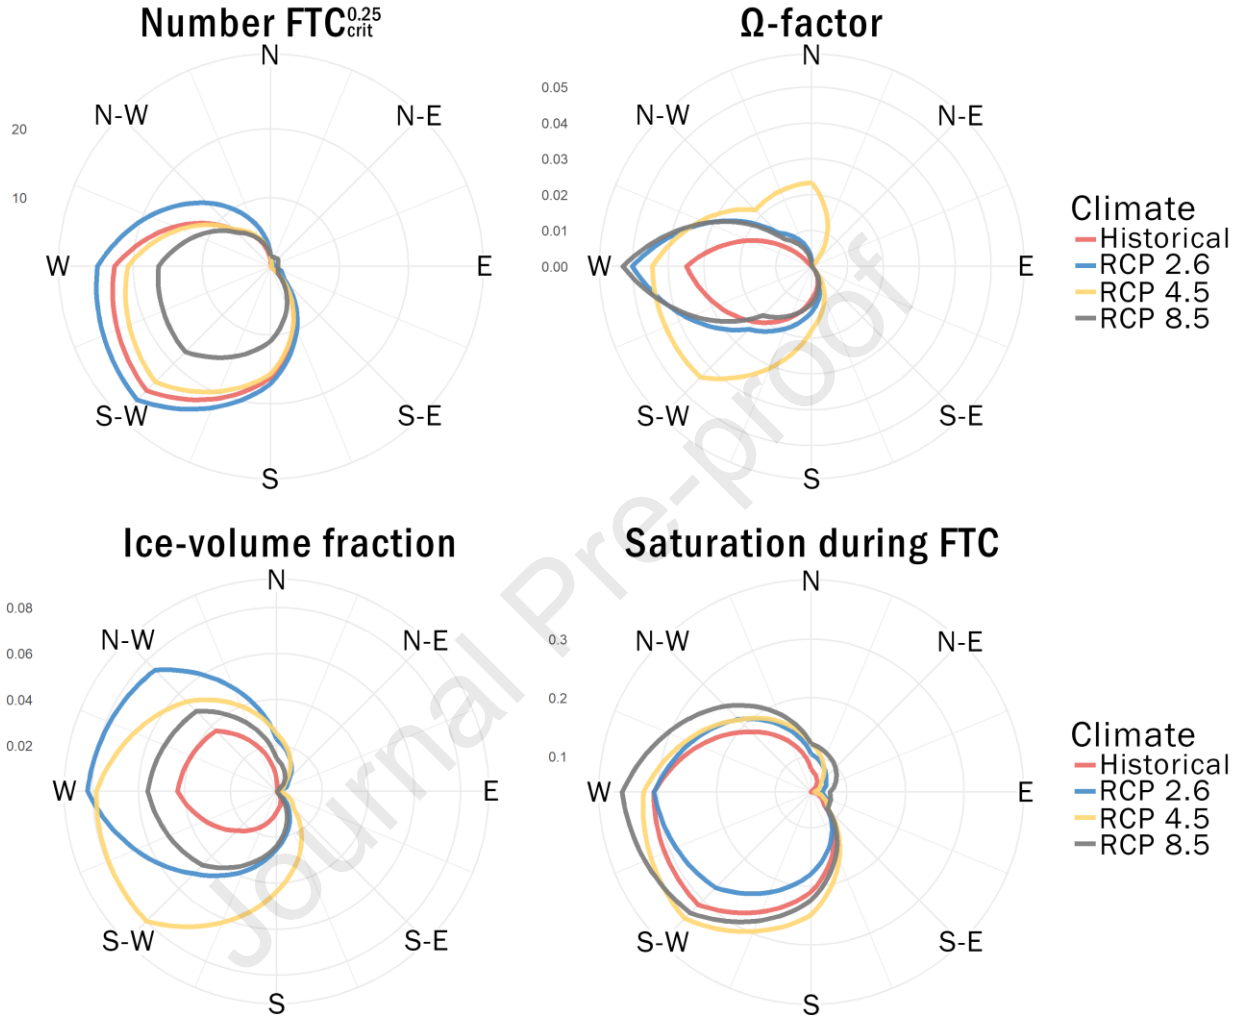 Number FTC0.25crit
Ω-factor
N
N-W
N-E
20
10
W
E
S-W
S-E
S
N
0.05
0.04
0.03
0.02
0.01
0.00
N-W
N-E
W
E
S-W
S-E
S
Climate
Historical
RCP 2.6
RCP 4.5
RCP 8.5
Ice-volume fraction
Saturation during FTC
N
0.08
0.06
0.04
0.02
N-W
N-E
W
E
S-W
S-E
S
N
0.3
0.2
0.1
N-W
N-E
W
E
S-W
S-E
S
Climate
Historical
RCP 2.6
RCP 4.5
RCP 8.5
Journal Pre-proof